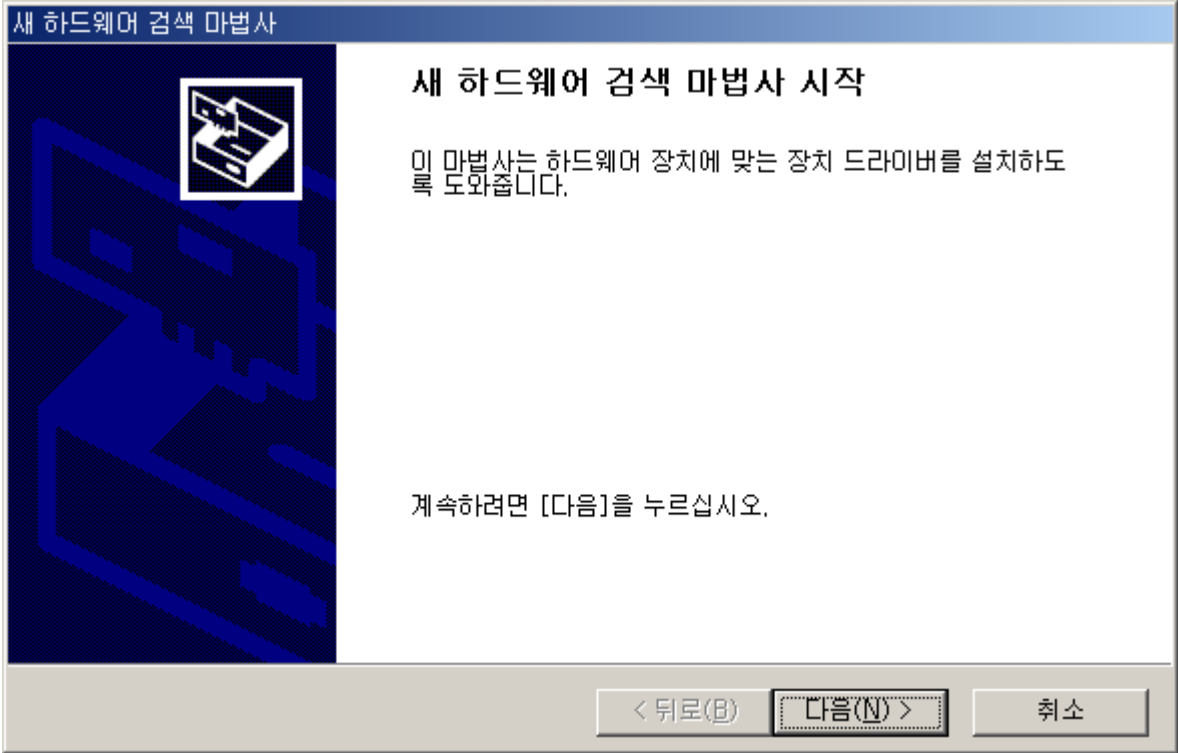 새 하드웨어 검색 마법사
새 하드웨어 검색 마법사 시작
이 마법사는 하드웨어 장치에 맞는 장치 드라이버를 설치하도
록 도와줍니다.
계속하려면 [다음]을 누르십시오.
< 뒤로(B) 다음(N) > 취소